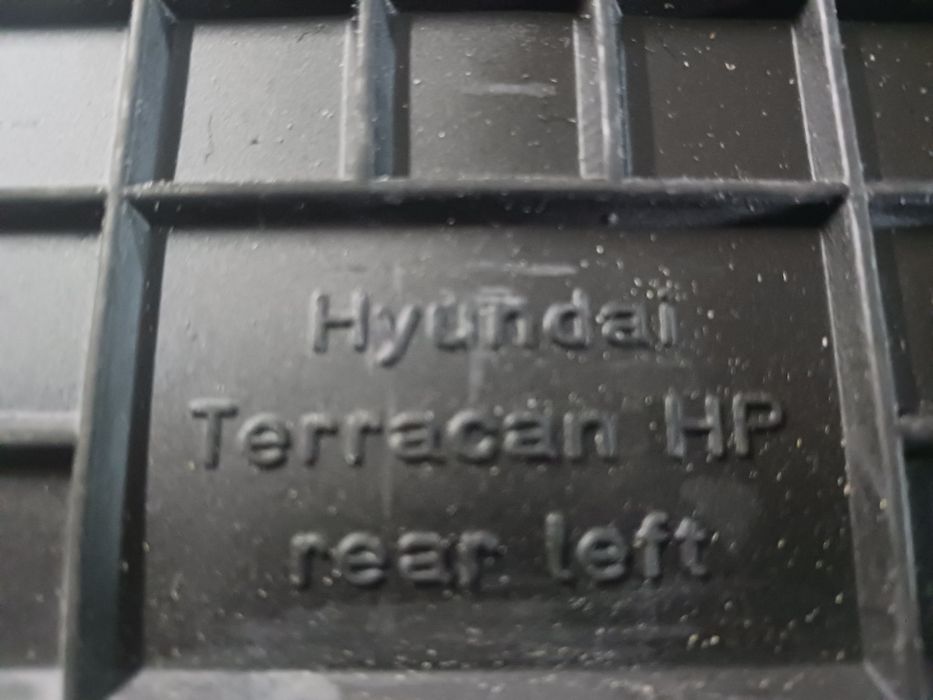 Hyundai
Terracan HP
rear left